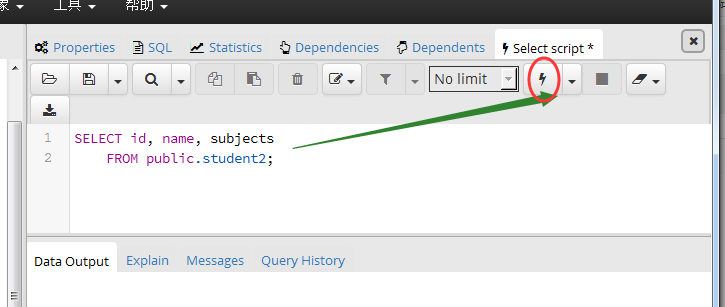 家 工具 帮助
Properties SQL Statistics Dependencies Dependents Select script *
No limit
1 SELECT id, name, subjects
2 FROM public.student2;
Data Output Explain Messages Query History